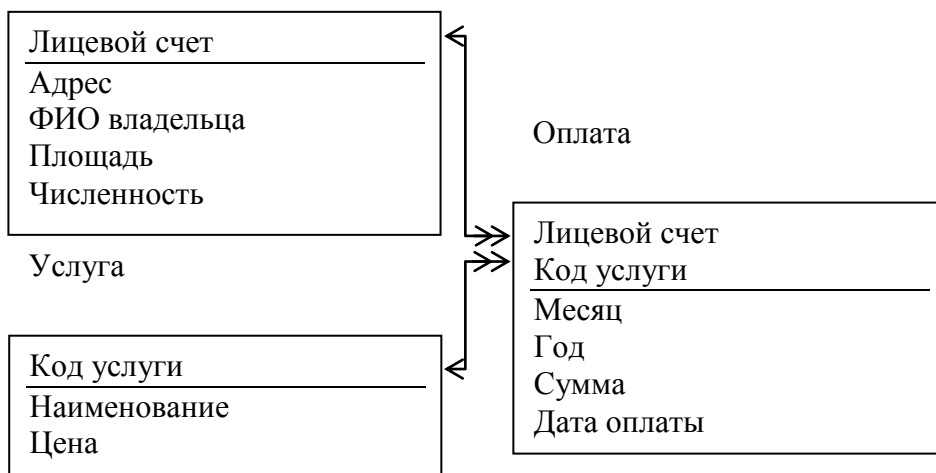 Лицевой счет
Адрес
ФИО владельца
Площадь
Численность
Услуга
Код услуги
Наименование
Цена
Оплата
Лицевой счет
Код услуги
Месяц
Год
Сумма
Дата оплаты